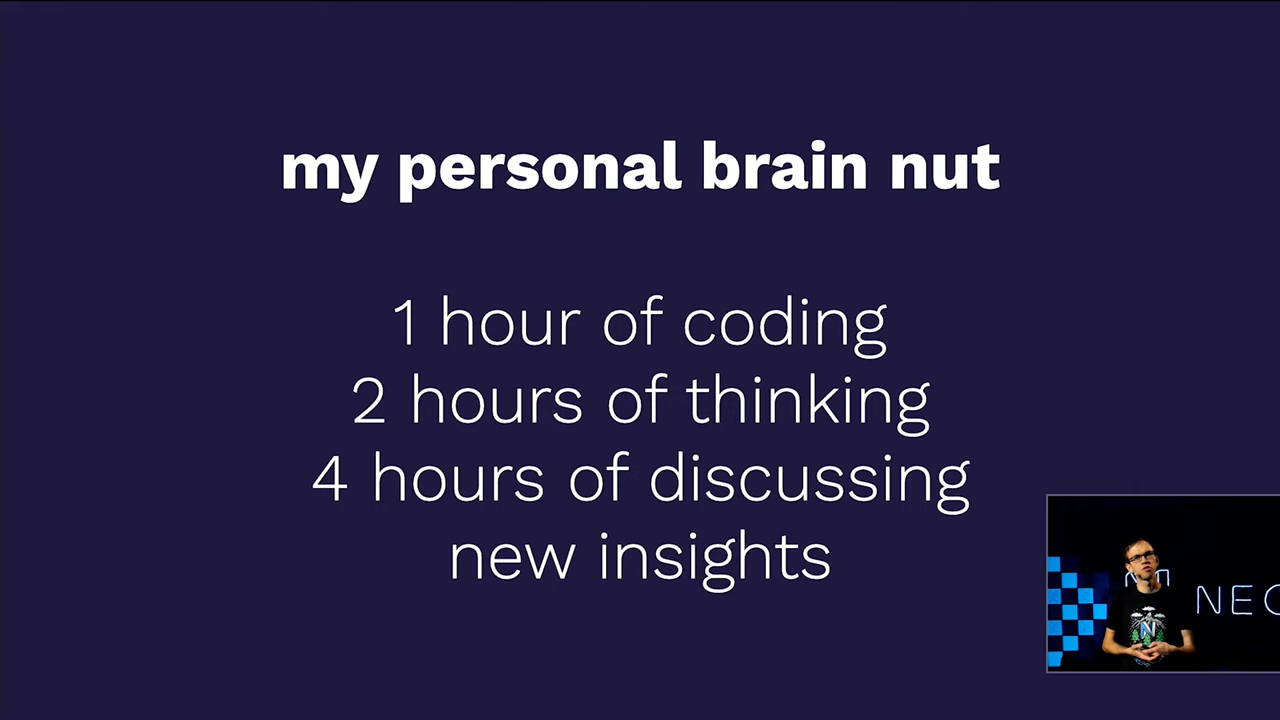 my personal brain nut
1 hour of coding
2 hours of thinking
4 hours of discussing
new insights
NEO
N